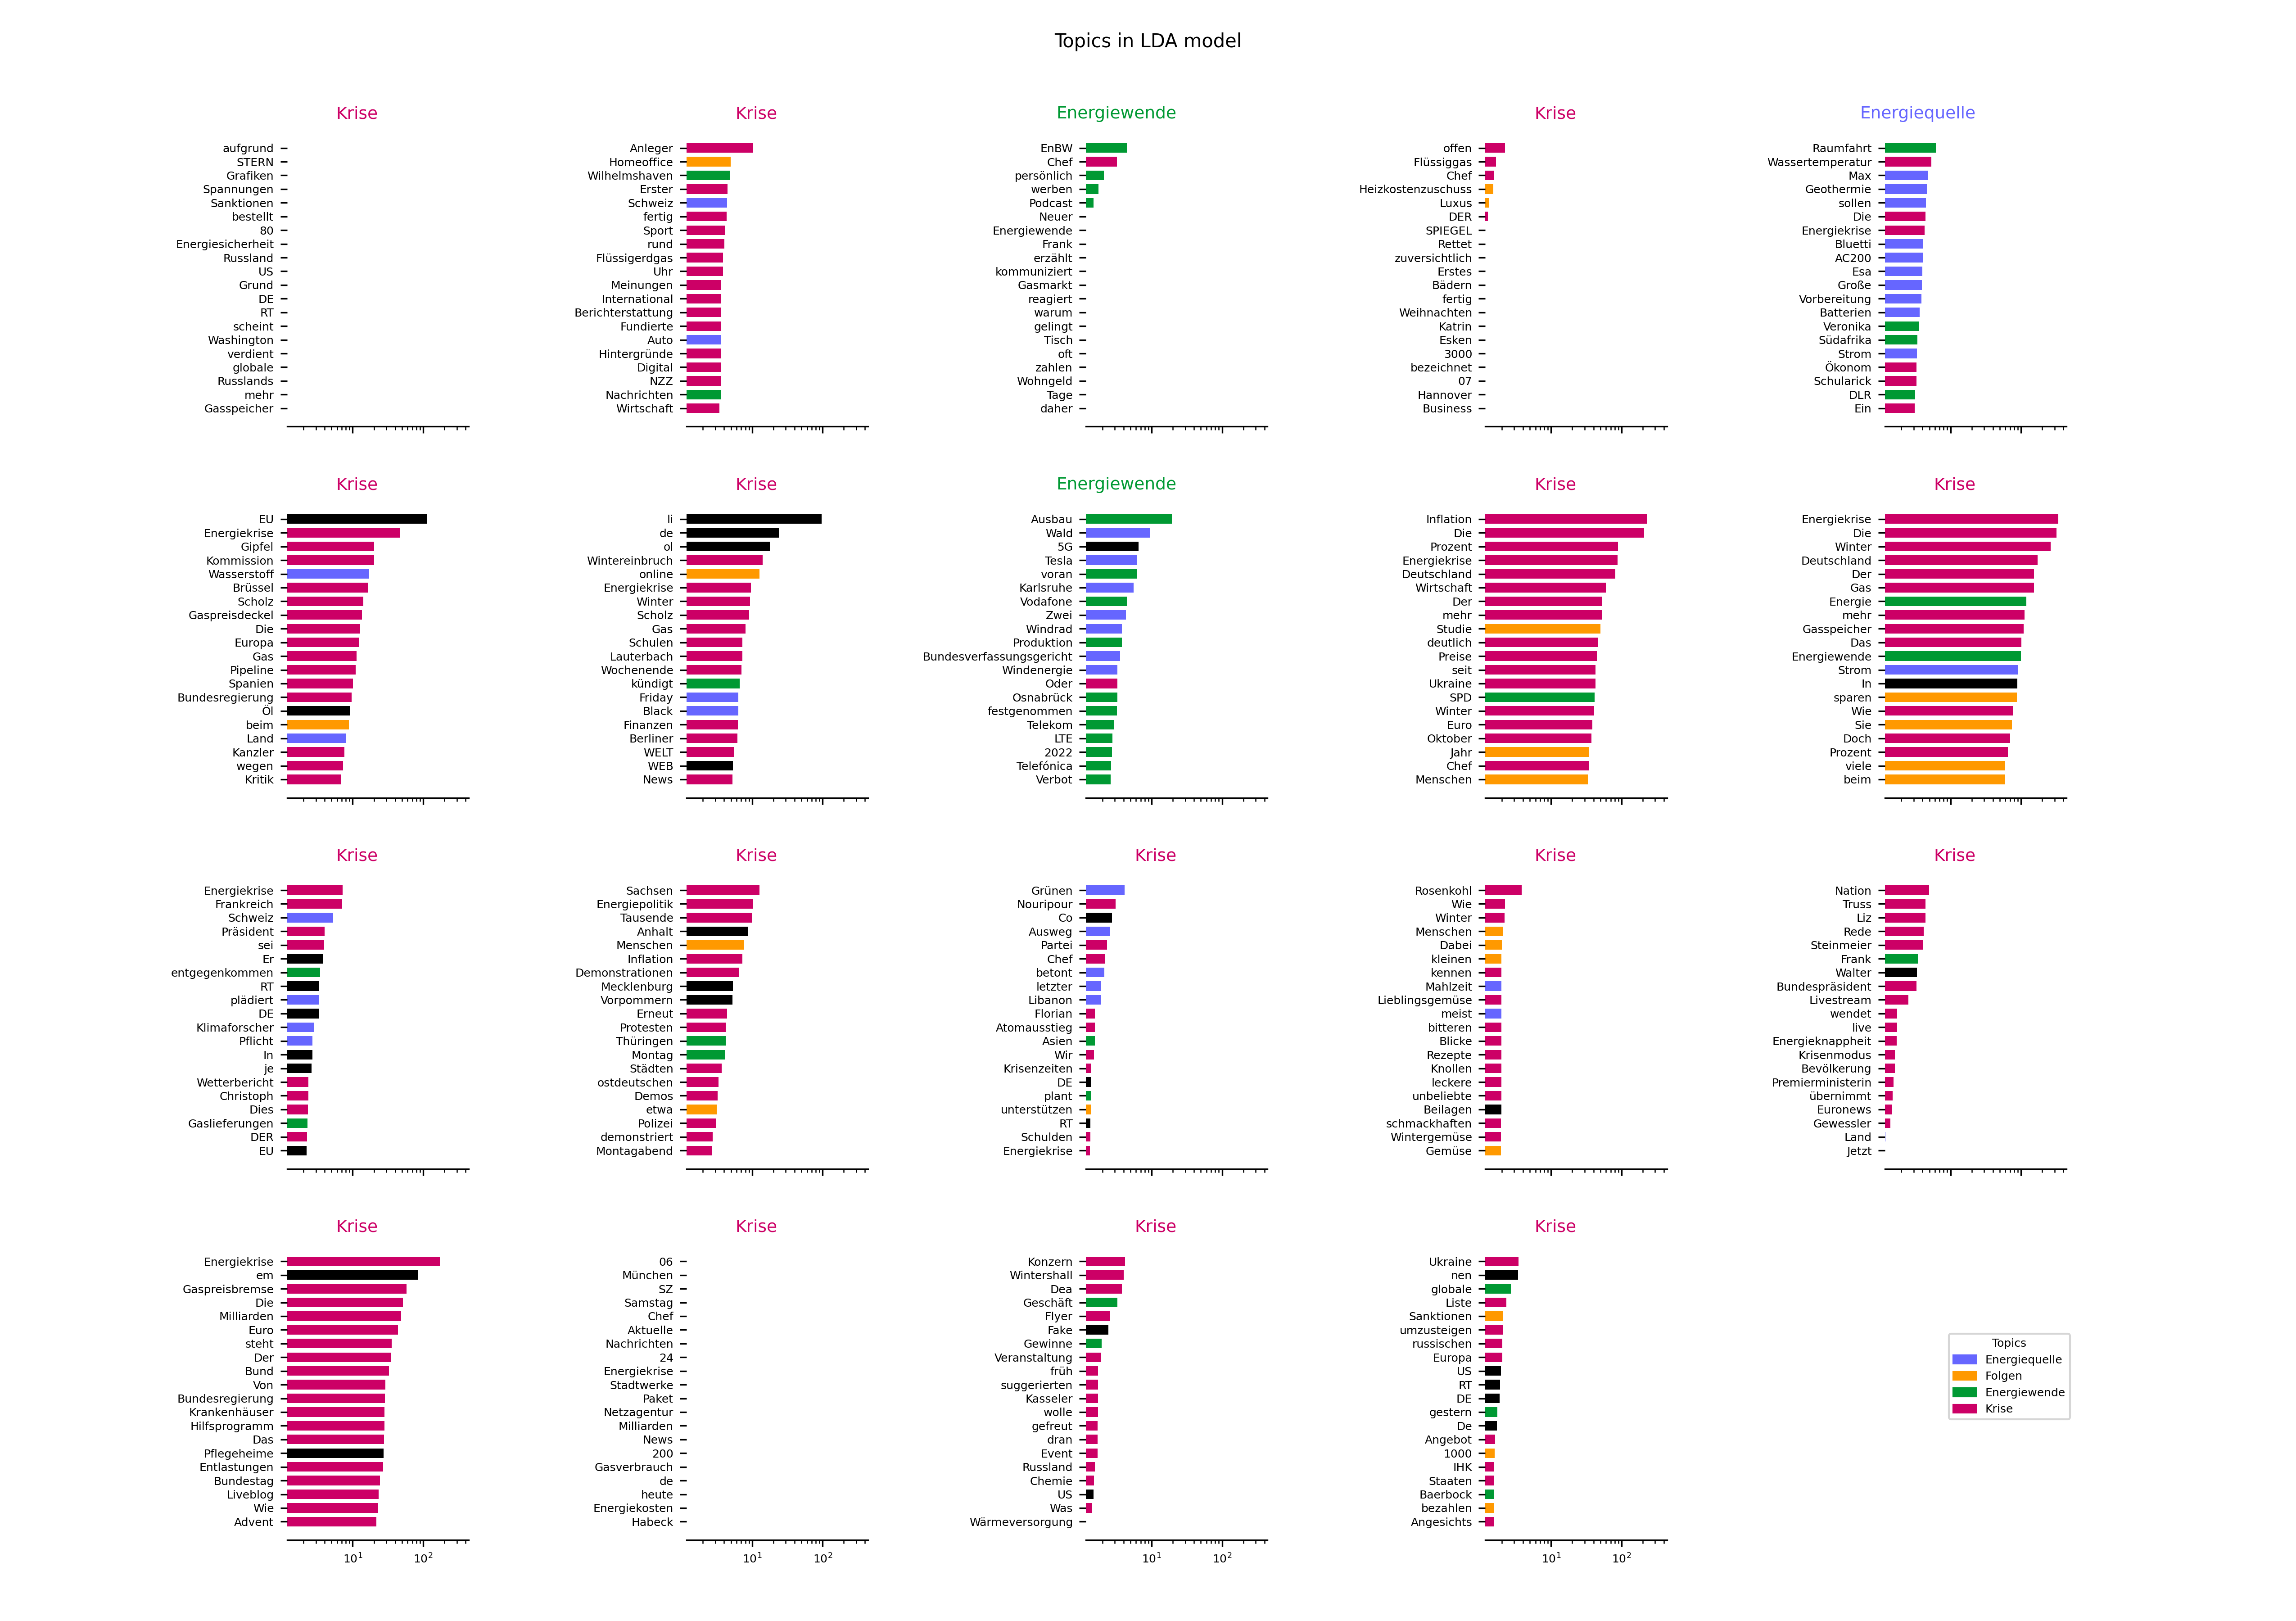 Topics in LDA model
Krise
aufgrund
STERN
Grafiken
Spannungen
Sanktionen
bestellt
80
Energiesicherheit
Russland
US
Grund
DE
RT
scheint
Washington
verdient
globale
Russlands
mehr
Gasspeicher
Krise
Anleger
Homeoffice
Wilhelmshaven
Erster
Schweiz
fertig
Sport
rund
Flüssigerdgas
Uhr
Meinungen
International
Berichterstattung
Fundierte
Auto
Hintergründe
Digital
NZZ
Nachrichten
Wirtschaft
Energiewende
EnBW
Chef
persönlich
werben
Podcast
Neuer
Energiewende
Frank
erzählt
kommuniziert
Gasmarkt
reagiert
warum
gelingt
Tisch
oft
zahlen
Wohngeld
Tage
daher
Krise
offen
Flüssiggas
Chef
Heizkostenzuschuss
Luxus
DER
SPIEGEL
Rettet
zuversichtlich
Erstes
Bädern
fertig
Weihnachten
Katrin
Esken
3000
bezeichnet
07
Hannover
Business
Energiequelle
Raumfahrt
Wassertemperatur
Max
Geothermie
sollen
Die
Energiekrise
Bluetti
AC200
Esa
Große
Vorbereitung
Batterien
Veronika
Südafrika
Strom
Ökonom
Schularick
DLR
Ein
Krise
EU
Energiekrise
Gipfel
Kommission
Wasserstoff
Brüssel
Scholz
Gaspreisdeckel
Die
Europa
Gas
Pipeline
Spanien
Bundesregierung
Öl
beim
Land
Kanzler
wegen
Kritik
Krise
li
de
ol
Wintereinbruch
online
Energiekrise
Winter
Scholz
Gas
Schulen
Lauterbach
Wochenende
kündigt
Friday
Black
Finanzen
Berliner
WELT
WEB
News
Energiewende
Ausbau
Wald
5G
Tesla
voran
Karlsruhe
Vodafone
Zwei
Windrad
Produktion
Bundesverfassungsgericht
Windenergie
Oder
Osnabrück
festgenommen
Telekom
LTE
2022
Telefónica
Verbot
Krise
Inflation
Die
Prozent
Energiekrise
Deutschland
Wirtschaft
Der
mehr
Studie
deutlich
Preise
seit
Ukraine
SPD
Winter
Euro
Oktober
Jahr
Chef
Menschen
Krise
Energiekrise
Die
Winter
Deutschland
Der
Gas
Energie
mehr
Gasspeicher
Das
Energiewende
Strom
In
sparen
Wie
Sie
Doch
Prozent
viele
beim
Krise
Energiekrise
Frankreich
Schweiz
Präsident
sei
Er
entgegenkommen
RT
plädiert
DE
Klimaforscher
Pflicht
In
je
Wetterbericht
Christoph
Dies
Gaslieferungen
DER
EU
Krise
Sachsen
Energiepolitik
Tausende
Anhalt
Menschen
Inflation
Demonstrationen
Mecklenburg
Vorpommern
Erneut
Protesten
Thüringen
Montag
Städten
ostdeutschen
Demos
etwa
Polizei
demonstriert
Montagabend
Krise
Grünen
Nouripour
Co
Ausweg
Partei
Chef
betont
letzter
Libanon
Florian
Atomausstieg
Asien
Wir
Krisenzeiten
DE
plant
unterstützen
RT
Schulden
Energiekrise
Krise
Rosenkohl
Wie
Winter
Menschen
Dabei
kleinen
kennen
Mahlzeit
Lieblingsgemüse
meist
bitteren
Blicke
Rezepte
Knollen
leckere
unbeliebte
Beilagen
schmackhaften
Wintergemüse
Gemüse
Krise
Nation
Truss
Liz
Rede
Steinmeier
Frank
Walter
Bundespräsident
Livestream
wendet
live
Energieknappheit
Krisenmodus
Bevölkerung
Premierministerin
übernimmt
Euronews
Gewessler
Land
Jetzt
Krise
Energiekrise
em
Gaspreisbremse
Die
Milliarden
Euro
steht
Der
Bund
Von
Bundesregierung
Krankenhäuser
Hilfsprogramm
Das
Pflegeheime
Entlastungen
Bundestag
Liveblog
Wie
Advent
10¹ 10²
Krise
06
München
SZ
Samstag
Chef
Aktuelle
Nachrichten
24
Energiekrise
Stadtwerke
Paket
Netzagentur
Milliarden
News
200
Gasverbrauch
de
heute
Energiekosten
Habeck
10¹ 10²
Krise
Konzern
Wintershall
Dea
Geschäft
Flyer
Fake
Gewinne
Veranstaltung
früh
suggerierten
Kasseler
wolle
gefreut
dran
Event
Russland
Chemie
US
Was
Wärmeversorgung
10¹ 10²
Krise
Ukraine
nen
globale
Liste
Sanktionen
umzusteigen
russischen
Europa
US
RT
DE
gestern
De
Angebot
1000
IHK
Staaten
Baerbock
bezahlen
Angesichts
10¹ 10²
Topics
Energiequelle
Folgen
Energiewende
Krise